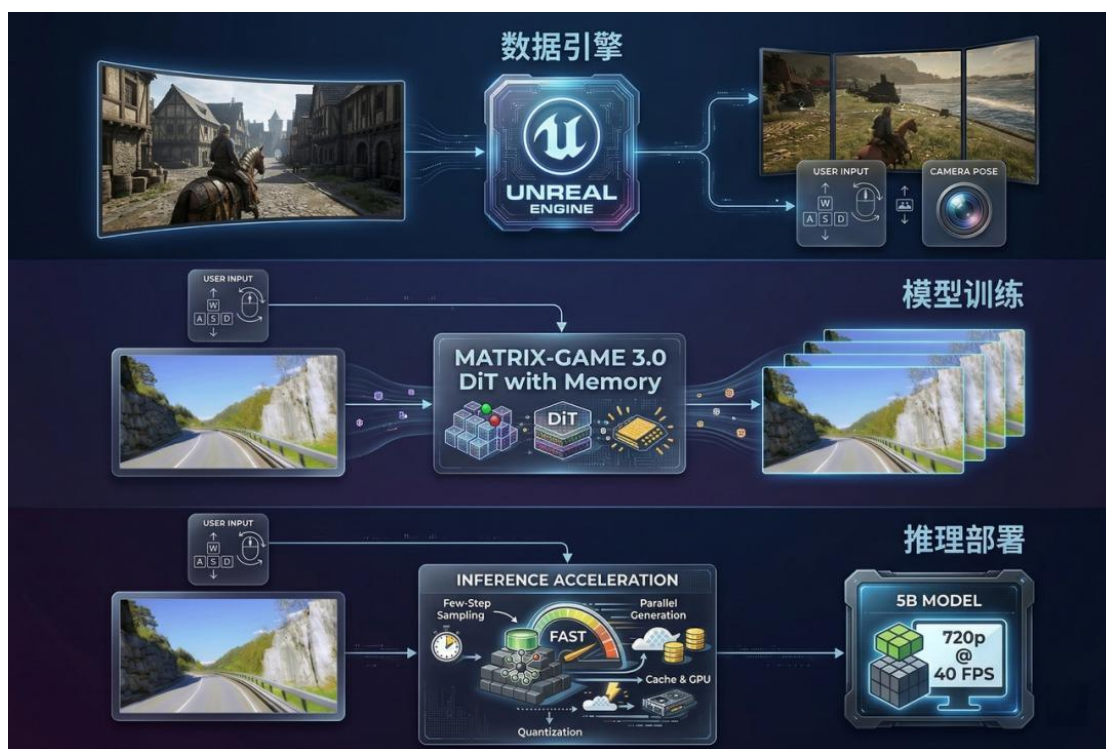 数据引擎
UNREAL
ENGINE
USER INPUT
W
A S D
CAMERA POSE
模型训练
USER INPUT
W
A S D
MATRIX-GAME 3.0
DiT with Memory
DiT
推理部署
USER INPUT
W
A S D
INFERENCE ACCELERATION
Few-Step
Sampling
FAST
Parallel
Generation
Cache & GPU
Quantization
5B MODEL
720p
@
40 FPS